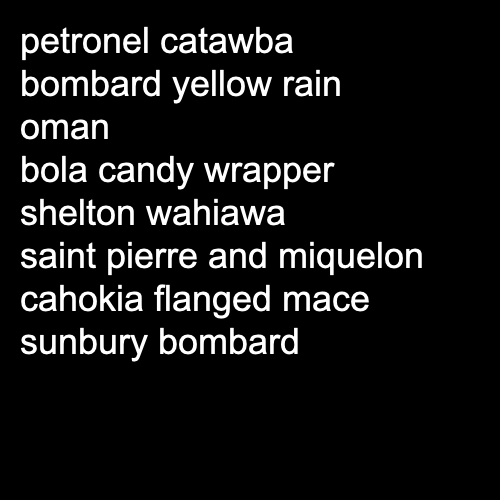 petronel catawba
bombard yellow rain
oman
bola candy wrapper
shelton wahiawa
saint pierre and miquelon
cahokia flanged mace
sunbury bombard